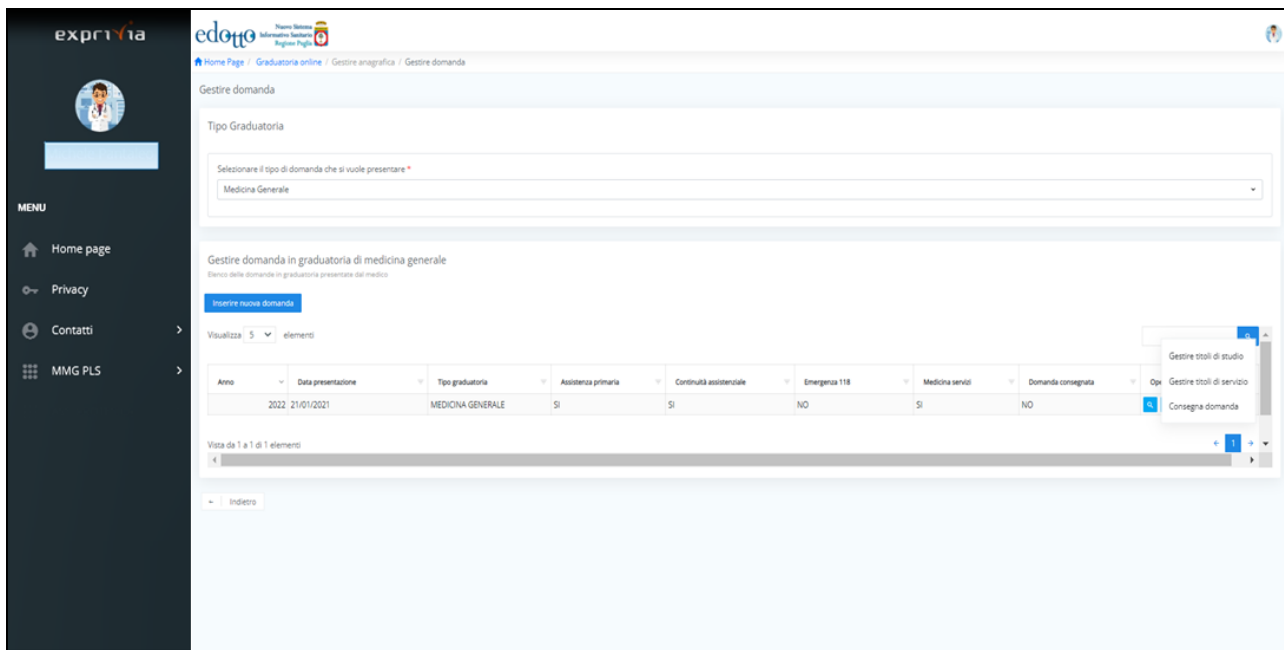 exprivia
edotto Nuovo Sistema Informativo Sanitario Regione Puglia
Home Page / Graduatoria online / Gestire anagrafica / Gestire domanda
Gestire domanda
Tipo Graduatoria
Selezionare il tipo di domanda che si vuole presentare *
Medicina Generale
MENU
Home page
Privacy
Contatti
MMG PLS
Gestire domanda in graduatoria di medicina generale
Elenco delle domande in graduatoria presentate dal medico
Inserire nuova domanda
Visualizza 5 elementi
Gestire titoli di studio
Gestire titoli di servizio
Consegna domanda
Anno Data presentazione Tipo graduatoria Assistenza primaria Continuità assistenziale Emergenza 118 Medicina servizi Domanda consegnata Ope
2022 21/01/2021 MEDICINA GENERALE SI SI NO SI NO
Vista da 1 a 1 di 1 elementi
← 1 →
Indietro